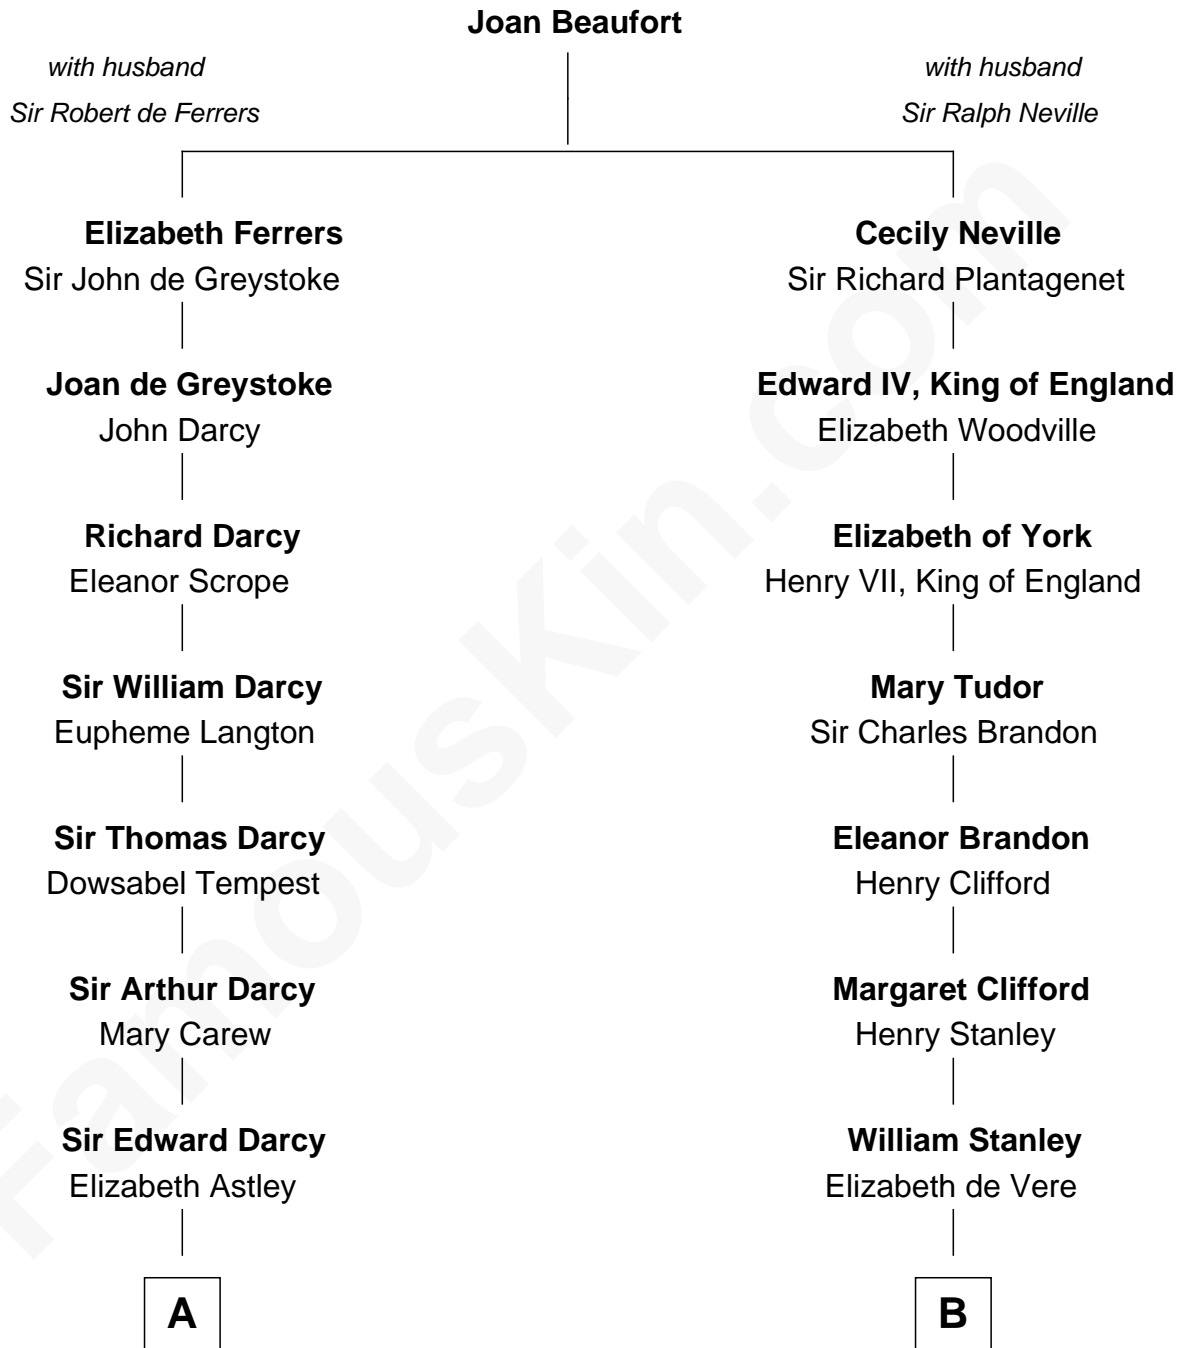 Joan Beaufort
with husband
Sir Robert de Ferrers
with husband
Sir Ralph Neville
Elizabeth Ferrers
Sir John de Greystoke
Cecily Neville
Sir Richard Plantagenet
Joan de Greystoke
John Darcy
Edward IV, King of England
Elizabeth Woodville
Richard Darcy
Eleanor Scrope
Elizabeth of York
Henry VII, King of England
Sir William Darcy
Eupheme Langton
Mary Tudor
Sir Charles Brandon
Sir Thomas Darcy
Dowsabel Tempest
Eleanor Brandon
Henry Clifford
Sir Arthur Darcy
Mary Carew
Margaret Clifford
Henry Stanley
Sir Edward Darcy
Elizabeth Astley
William Stanley
Elizabeth de Vere
A
B
FamousKin.com